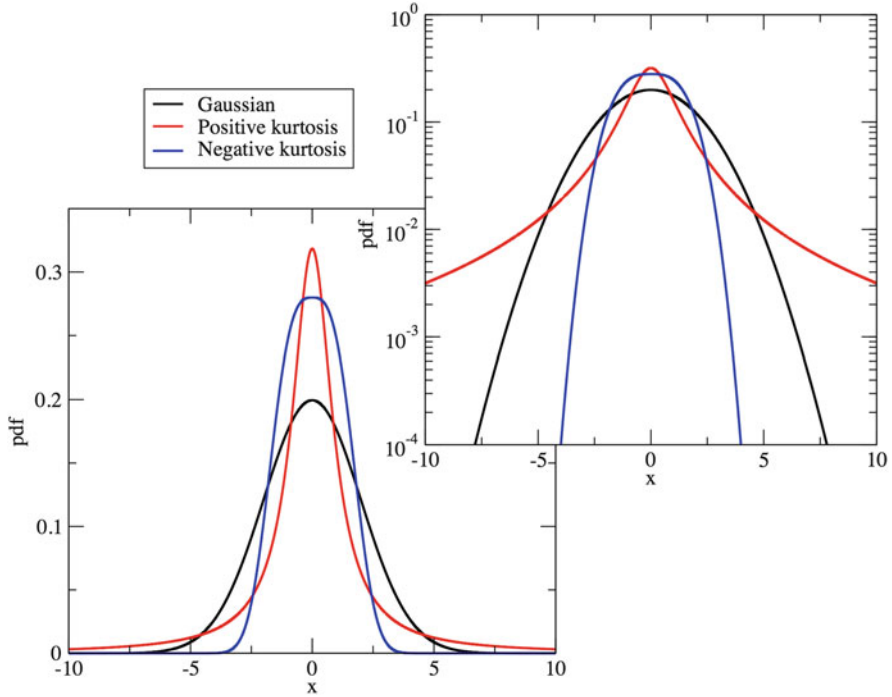 Gaussian
Positive kurtosis
Negative kurtosis
10^0
10^-1
10^-2
10^-3
10^-4
pdf
-10
-5
0
5
10
x
0.3
0.2
0.1
0
pdf
-10
-5
0
5
10
x